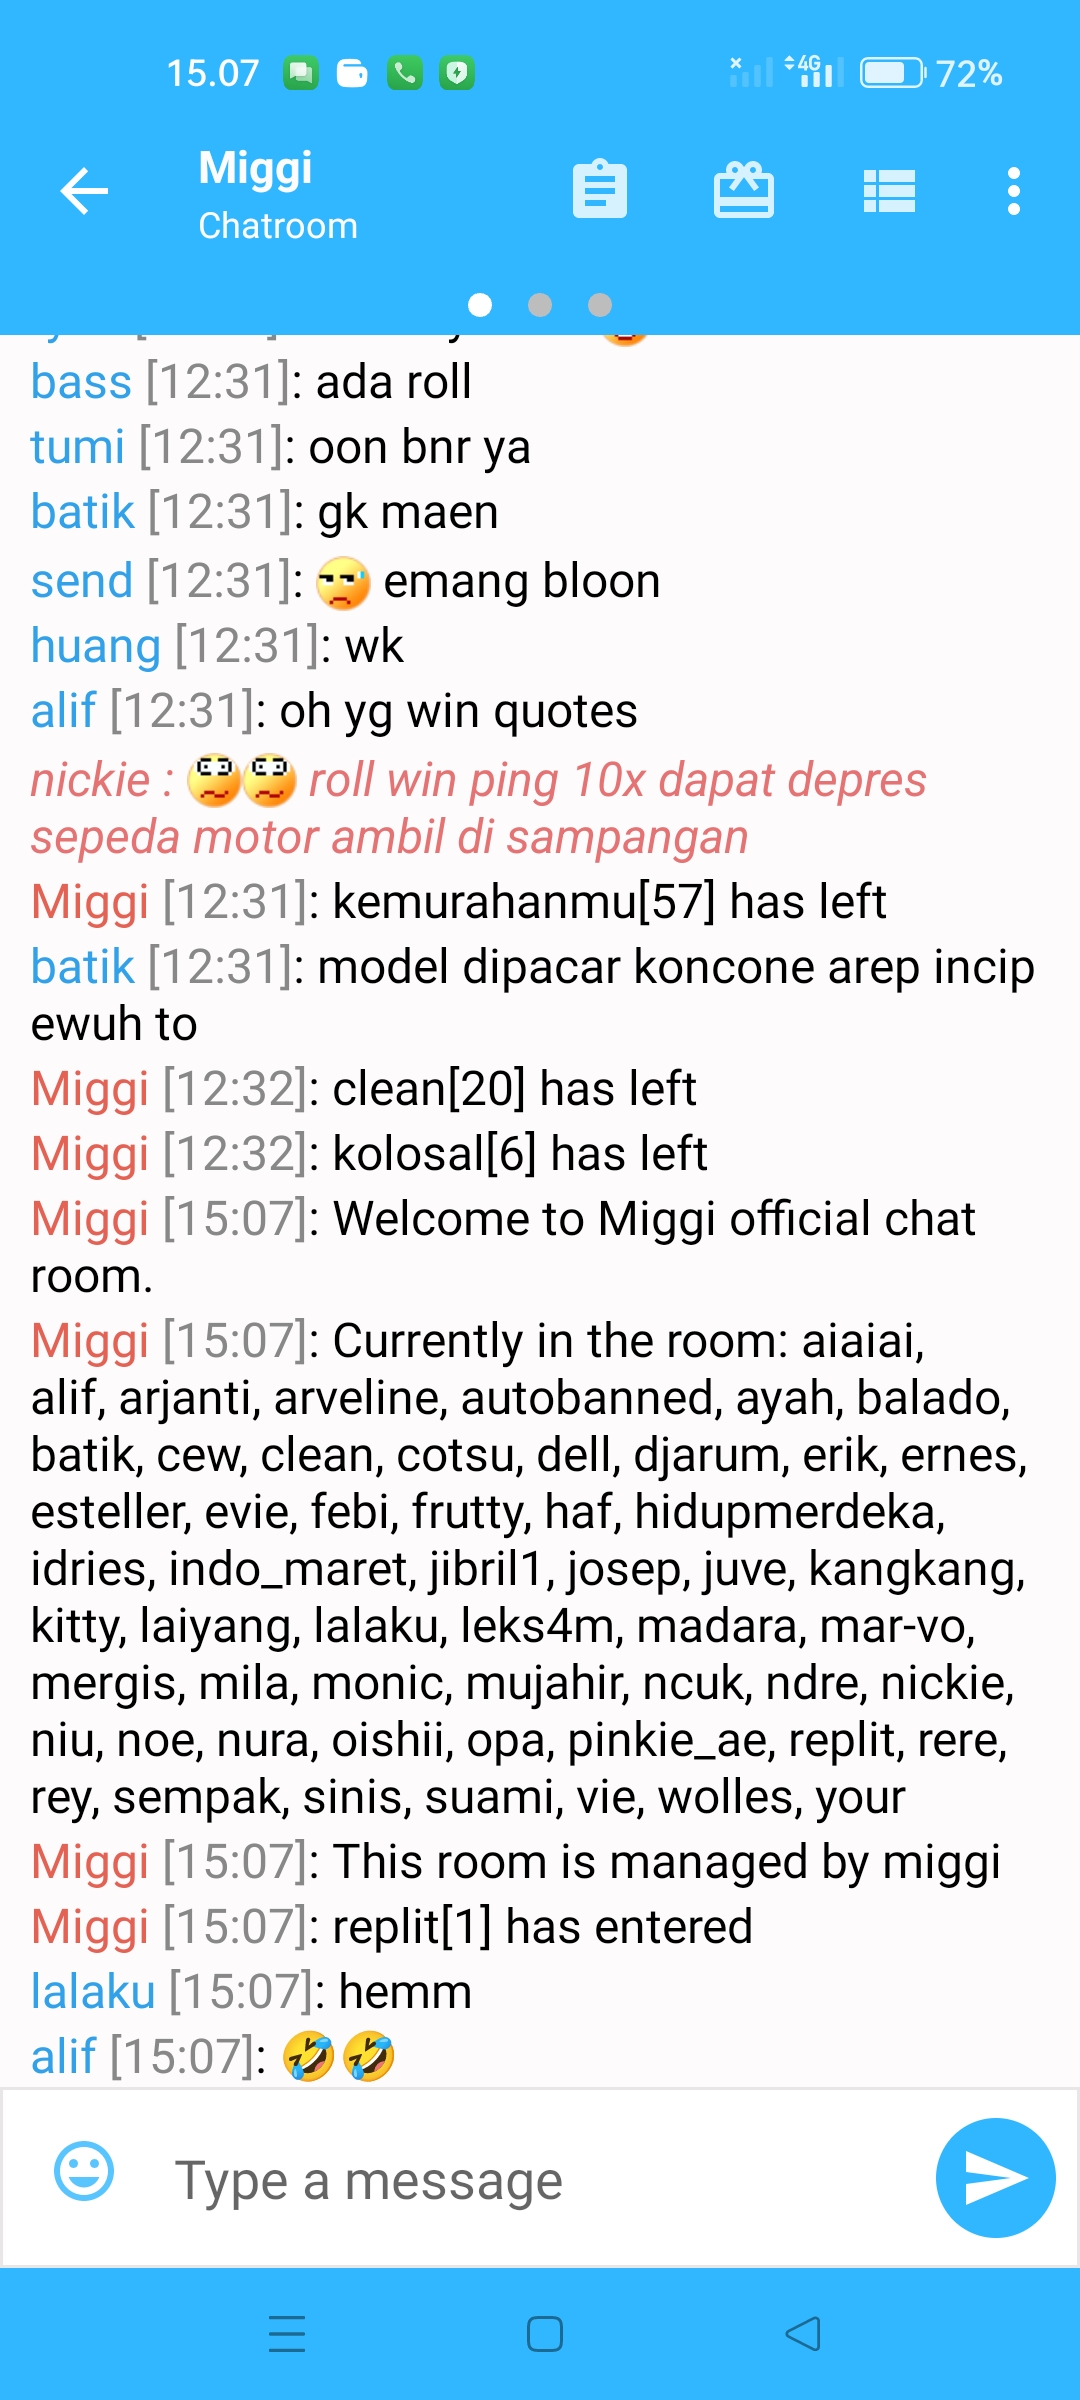 15.07
4G
72%
Miggi
Chatroom
bass [12:31]: ada roll
tumi [12:31]: oon bnr ya
batik [12:31]: gk maen
send [12:31]: emang bloon
huang [12:31]: wk
alif [12:31]: oh yg win quotes
nickie : roll win ping 10x dapat depres
sepeda motor ambil di sampangan
Miggi [12:31]: kemurahanmu[57] has left
batik [12:31]: model dipacar koncone arep incip
ewuh to
Miggi [12:32]: clean[20] has left
Miggi [12:32]: kolosal[6] has left
Miggi [15:07]: Welcome to Miggi official chat
room.
Miggi [15:07]: Currently in the room: aiaiai,
alif, arjanti, arveline, autobanned, ayah, balado,
batik, cew, clean, cotsu, dell, djarum, erik, ernes,
esteller, evie, febi, frutty, haf, hidupmerdeka,
idries, indo_maret, jibril1, josep, juve, kangkang,
kitty, laiyang, lalaku, leks4m, madara, mar-vo,
mergis, mila, monic, mujahir, ncuk, ndre, nickie,
niu, noe, nura, oishii, opa, pinkie_ae, replit, rere,
rey, sempak, sinis, suami, vie, wolles, your
Miggi [15:07]: This room is managed by miggi
Miggi [15:07]: replit[1] has entered
lalaku [15:07]: hemm
alif [15:07]: 🤣🤣
Type a message